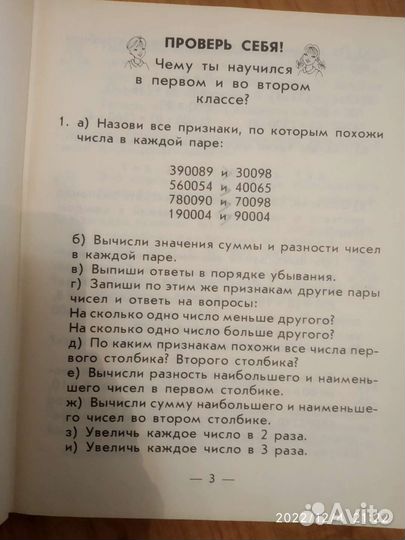 ПРОВЕРЬ СЕБЯ!
Чему ты научился
в первом и во втором
классе?
1. а) Назови все признаки, по которым похожи
числа в каждой паре:
390089 и 30098
560054 и 40065
780090 и 70098
190004 и 90004
б) Вычисли значения суммы и разности чисел
в каждой паре.
в) Выпиши ответы в порядке убывания.
г) Запиши по этим же признакам другие пары
чисел и ответь на вопросы:
На сколько одно число меньше другого?
На сколько одно число больше другого?
д) По каким признакам похожи все числа пер-
вого столбика? Второго столбика?
е) Вычисли разность наибольшего и наимень-
шего чисел в первом столбике.
ж) Вычисли сумму наибольшего и наименьше-
го чисел во втором столбике.
з) Увеличь каждое число в 2 раза.
и) Увеличь каждое число в 3 раза.
— 3 —
Avito